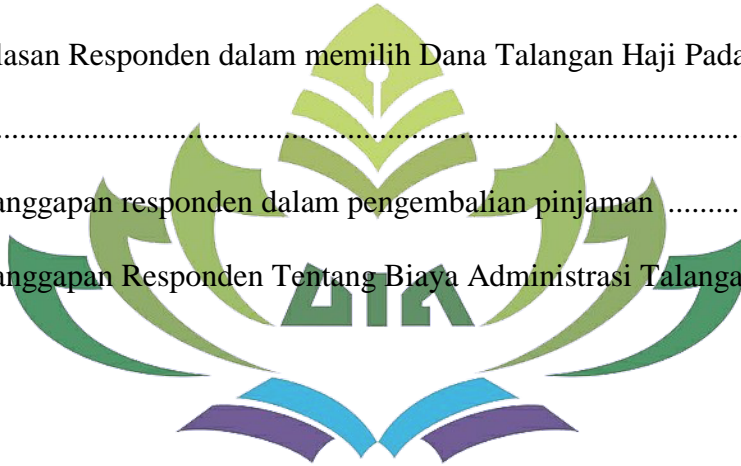 lasan Responden dalam memilih Dana Talangan Haji Pada
.........................................................................................
anggapan responden dalam pengembalian pinjaman ..........
anggapan Responden Tentang Biaya Administrasi Talanga